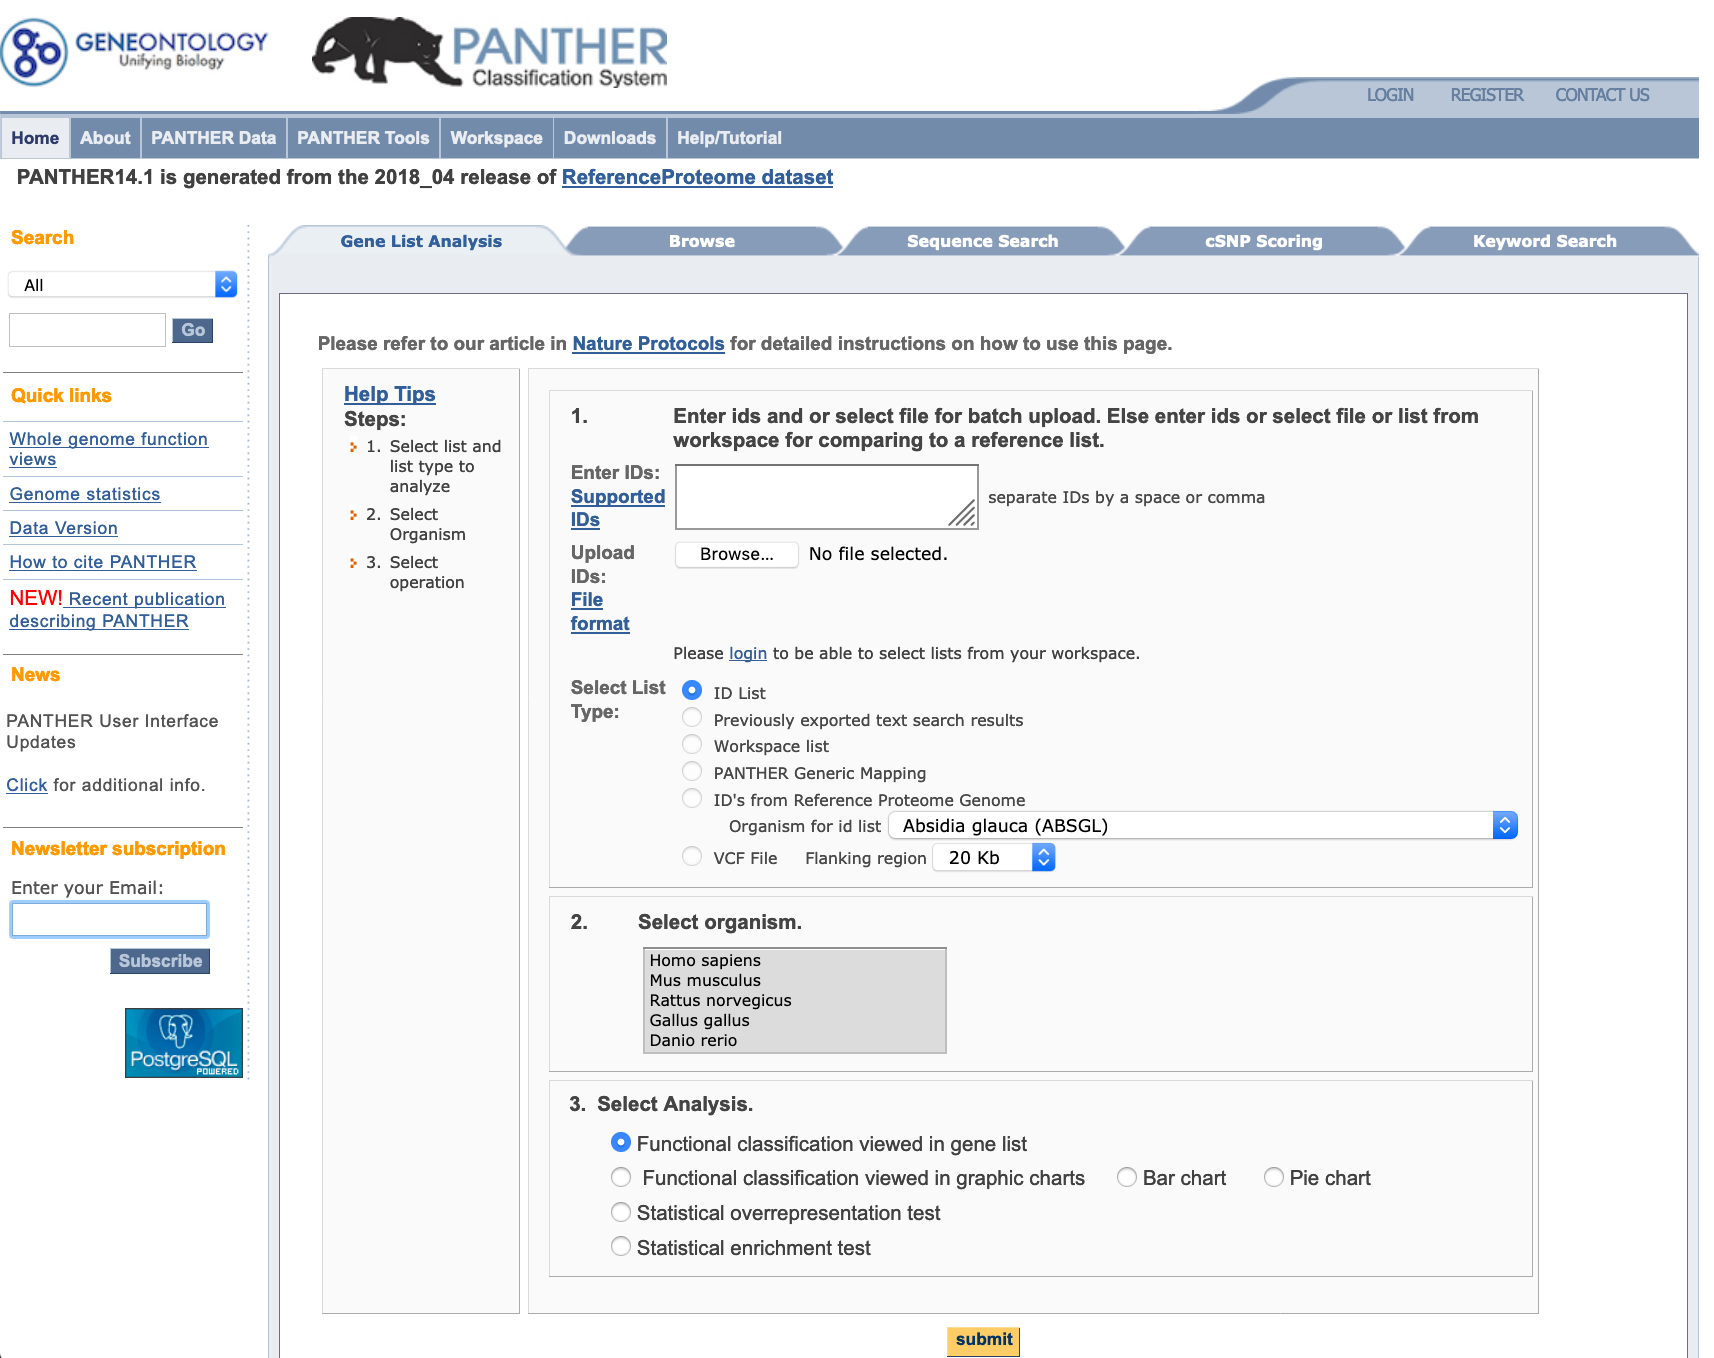 GENEONTOLOGY
Unifying Biology
PANTHER
Classification System
LOGIN REGISTER CONTACT US
Home About PANTHER Data PANTHER Tools Workspace Downloads Help/Tutorial
PANTHER14.1 is generated from the 2018_04 release of ReferenceProteome dataset
Search
All
Go
Quick links
Whole genome function
views
Genome statistics
Data Version
How to cite PANTHER
NEW! Recent publication
describing PANTHER
News
PANTHER User Interface
Updates
Click for additional info.
Newsletter subscription
Enter your Email:
Subscribe
PostgreSQL
POWERED
Gene List Analysis Browse Sequence Search cSNP Scoring Keyword Search
Please refer to our article in Nature Protocols for detailed instructions on how to use this page.
Help Tips
Steps:
1. Select list and
list type to
analyze
2. Select
Organism
3. Select
operation
1. Enter ids and or select file for batch upload. Else enter ids or select file or list from
workspace for comparing to a reference list.
Enter IDs:
Supported
IDs
separate IDs by a space or comma
Upload
IDs:
File
format
Browse... No file selected.
Please login to be able to select lists from your workspace.
Select List
Type:
ID List
Previously exported text search results
Workspace list
PANTHER Generic Mapping
ID's from Reference Proteome Genome
Organism for id list Absidia glauca (ABSGL)
VCF File Flanking region 20 Kb
2. Select organism.
Homo sapiens
Mus musculus
Rattus norvegicus
Gallus gallus
Danio rerio
3. Select Analysis.
Functional classification viewed in gene list
Functional classification viewed in graphic charts Bar chart Pie chart
Statistical overrepresentation test
Statistical enrichment test
submit